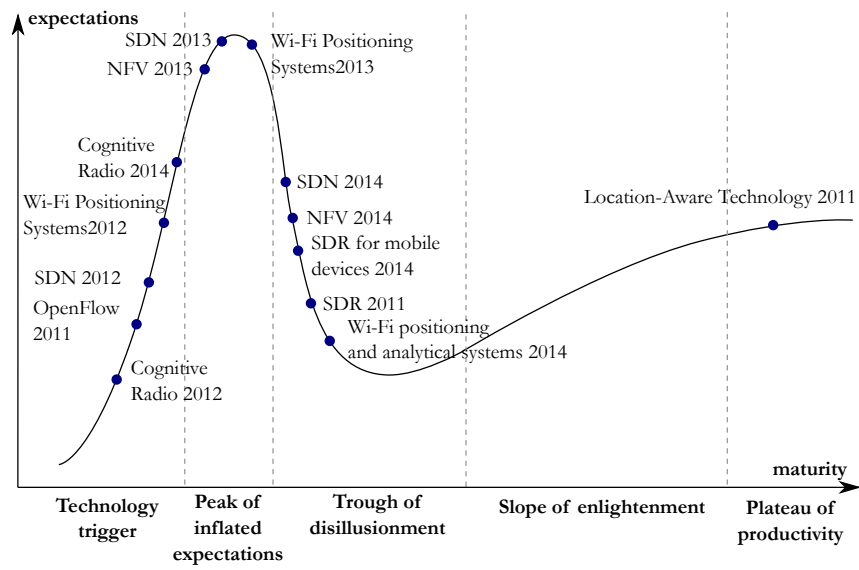 expectations
SDN 2013
Wi-Fi Positioning
Systems2013
NFV 2013
Cognitive
Radio 2014
Wi-Fi Positioning
Systems2012
SDN 2012
OpenFlow
2011
Cognitive
Radio 2012
SDN 2014
NFV 2014
SDR for mobile
devices 2014
SDR 2011
Wi-Fi positioning
and analytical systems 2014
Location-Aware Technology 2011
maturity
Technology
trigger
Peak of
inflated
expectations
Trough of
disillusionment
Slope of enlightenment
Plateau of
productivity